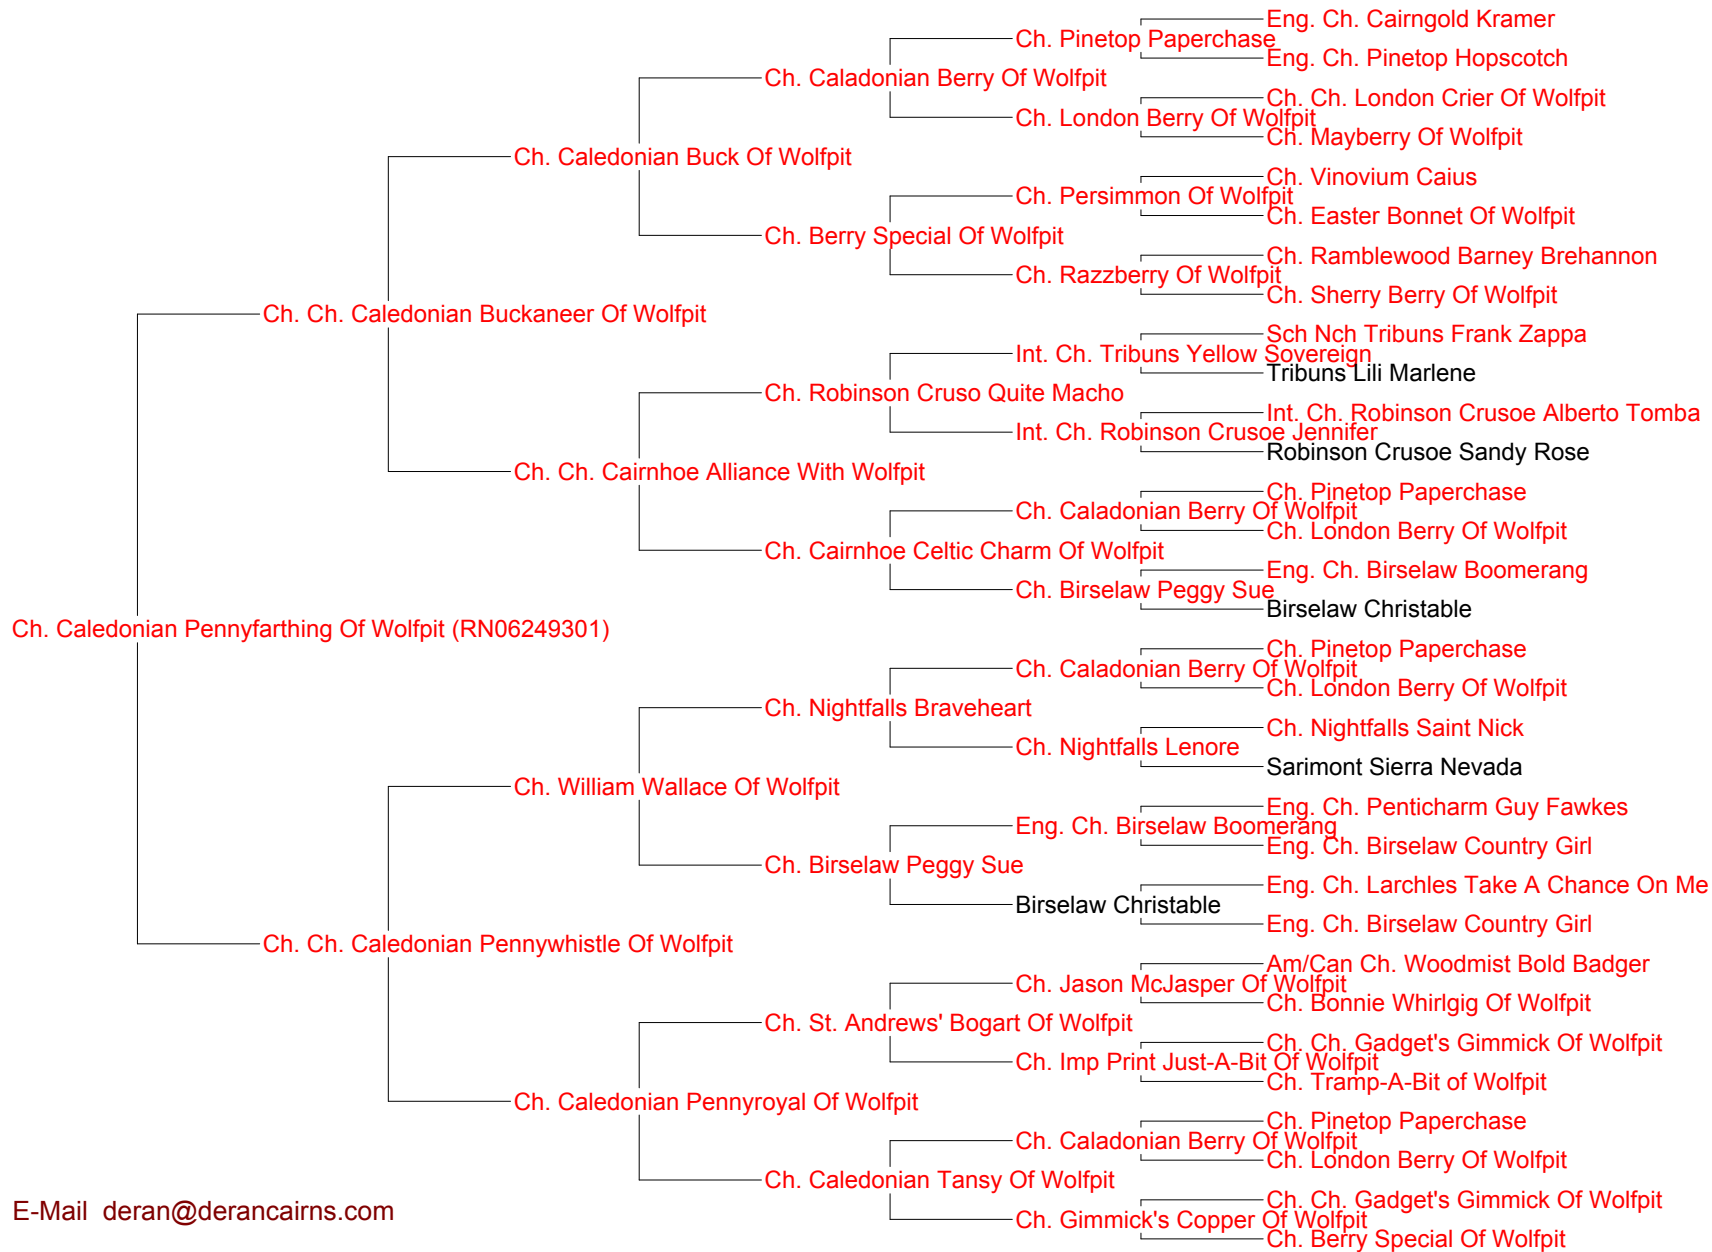 Eng. Ch. Cairngold Kramer
Ch. Pinetop Paperchase
Eng. Ch. Pinetop Hopscotch
Ch. Caladonian Berry Of Wolfpit
Ch. Ch. London Crier Of Wolfpit
Ch. London Berry Of Wolfpit
Ch. Mayberry Of Wolfpit
Ch. Caledonian Buck Of Wolfpit
Ch. Vinovium Caius
Ch. Persimmon Of Wolfpit
Ch. Easter Bonnet Of Wolfpit
Ch. Berry Special Of Wolfpit
Ch. Ramblewood Barney Brehannon
Ch. Razzberry Of Wolfpit
Ch. Sherry Berry Of Wolfpit
Ch. Ch. Caledonian Buckaneer Of Wolfpit
Sch Nch Tribuns Frank Zappa
Int. Ch. Tribuns Yellow Sovereign
Tribuns Lili Marlene
Ch. Robinson Cruso Quite Macho
Int. Ch. Robinson Crusoe Alberto Tomba
Int. Ch. Robinson Crusoe Jennifer
Robinson Crusoe Sandy Rose
Ch. Ch. Cairnhoe Alliance With Wolfpit
Ch. Pinetop Paperchase
Ch. Caladonian Berry Of Wolfpit
Ch. London Berry Of Wolfpit
Ch. Cairnhoe Celtic Charm Of Wolfpit
Eng. Ch. Birselaw Boomerang
Ch. Birselaw Peggy Sue
Birselaw Christable
Ch. Caledonian Pennyfarthing Of Wolfpit (RN06249301)
Ch. Pinetop Paperchase
Ch. Caladonian Berry Of Wolfpit
Ch. London Berry Of Wolfpit
Ch. Nightfalls Braveheart
Ch. Nightfalls Saint Nick
Ch. Nightfalls Lenore
Sarimont Sierra Nevada
Ch. William Wallace Of Wolfpit
Eng. Ch. Penticharm Guy Fawkes
Eng. Ch. Birselaw Boomerang
Eng. Ch. Birselaw Country Girl
Ch. Birselaw Peggy Sue
Eng. Ch. Larchles Take A Chance On Me
Birselaw Christable
Eng. Ch. Birselaw Country Girl
Ch. Ch. Caledonian Pennywhistle Of Wolfpit
Am/Can Ch. Woodmist Bold Badger
Ch. Jason McJasper Of Wolfpit
Ch. Bonnie Whirlgig Of Wolfpit
Ch. St. Andrews' Bogart Of Wolfpit
Ch. Ch. Gadget's Gimmick Of Wolfpit
Ch. Imp Print Just-A-Bit Of Wolfpit
Ch. Tramp-A-Bit of Wolfpit
Ch. Caledonian Pennyroyal Of Wolfpit
Ch. Pinetop Paperchase
Ch. Caladonian Berry Of Wolfpit
Ch. London Berry Of Wolfpit
Ch. Caledonian Tansy Of Wolfpit
Ch. Ch. Gadget's Gimmick Of Wolfpit
Ch. Gimmick's Copper Of Wolfpit
Ch. Berry Special Of Wolfpit
E-Mail deran@derancairns.com